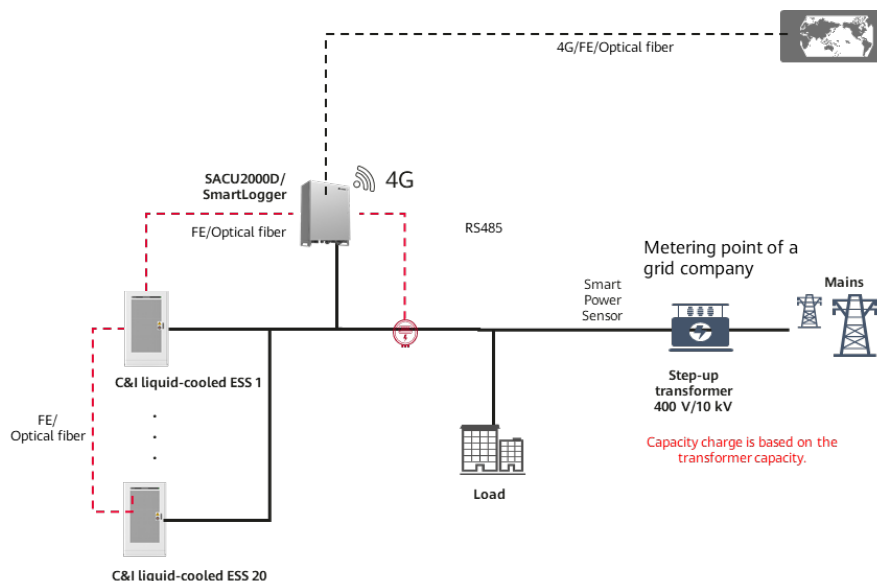 4G/FE/Optical fiber
SACU2000D/
SmartLogger
4G
FE/Optical fiber
RS485
Metering point of a
grid company
Smart
Power
Sensor
Mains
C&I liquid-cooled ESS 1
Step-up
transformer
400 V/10 kV
FE/
Optical fiber
Capacity charge is based on the
transformer capacity.
Load
C&I liquid-cooled ESS 20